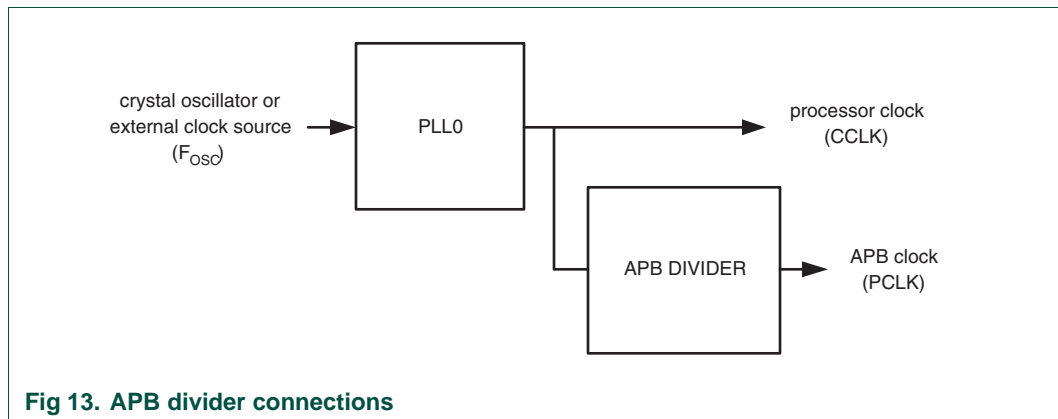 crystal oscillator or
external clock source
(FOSC)
PLL0
processor clock
(CCLK)
APB DIVIDER
APB clock
(PCLK)
Fig 13. APB divider connections